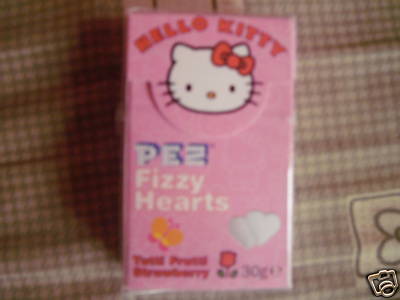 HELLO KITTY
PEZ
Fizzy
Hearts
Tutti Frutti
Strawberry
30g e